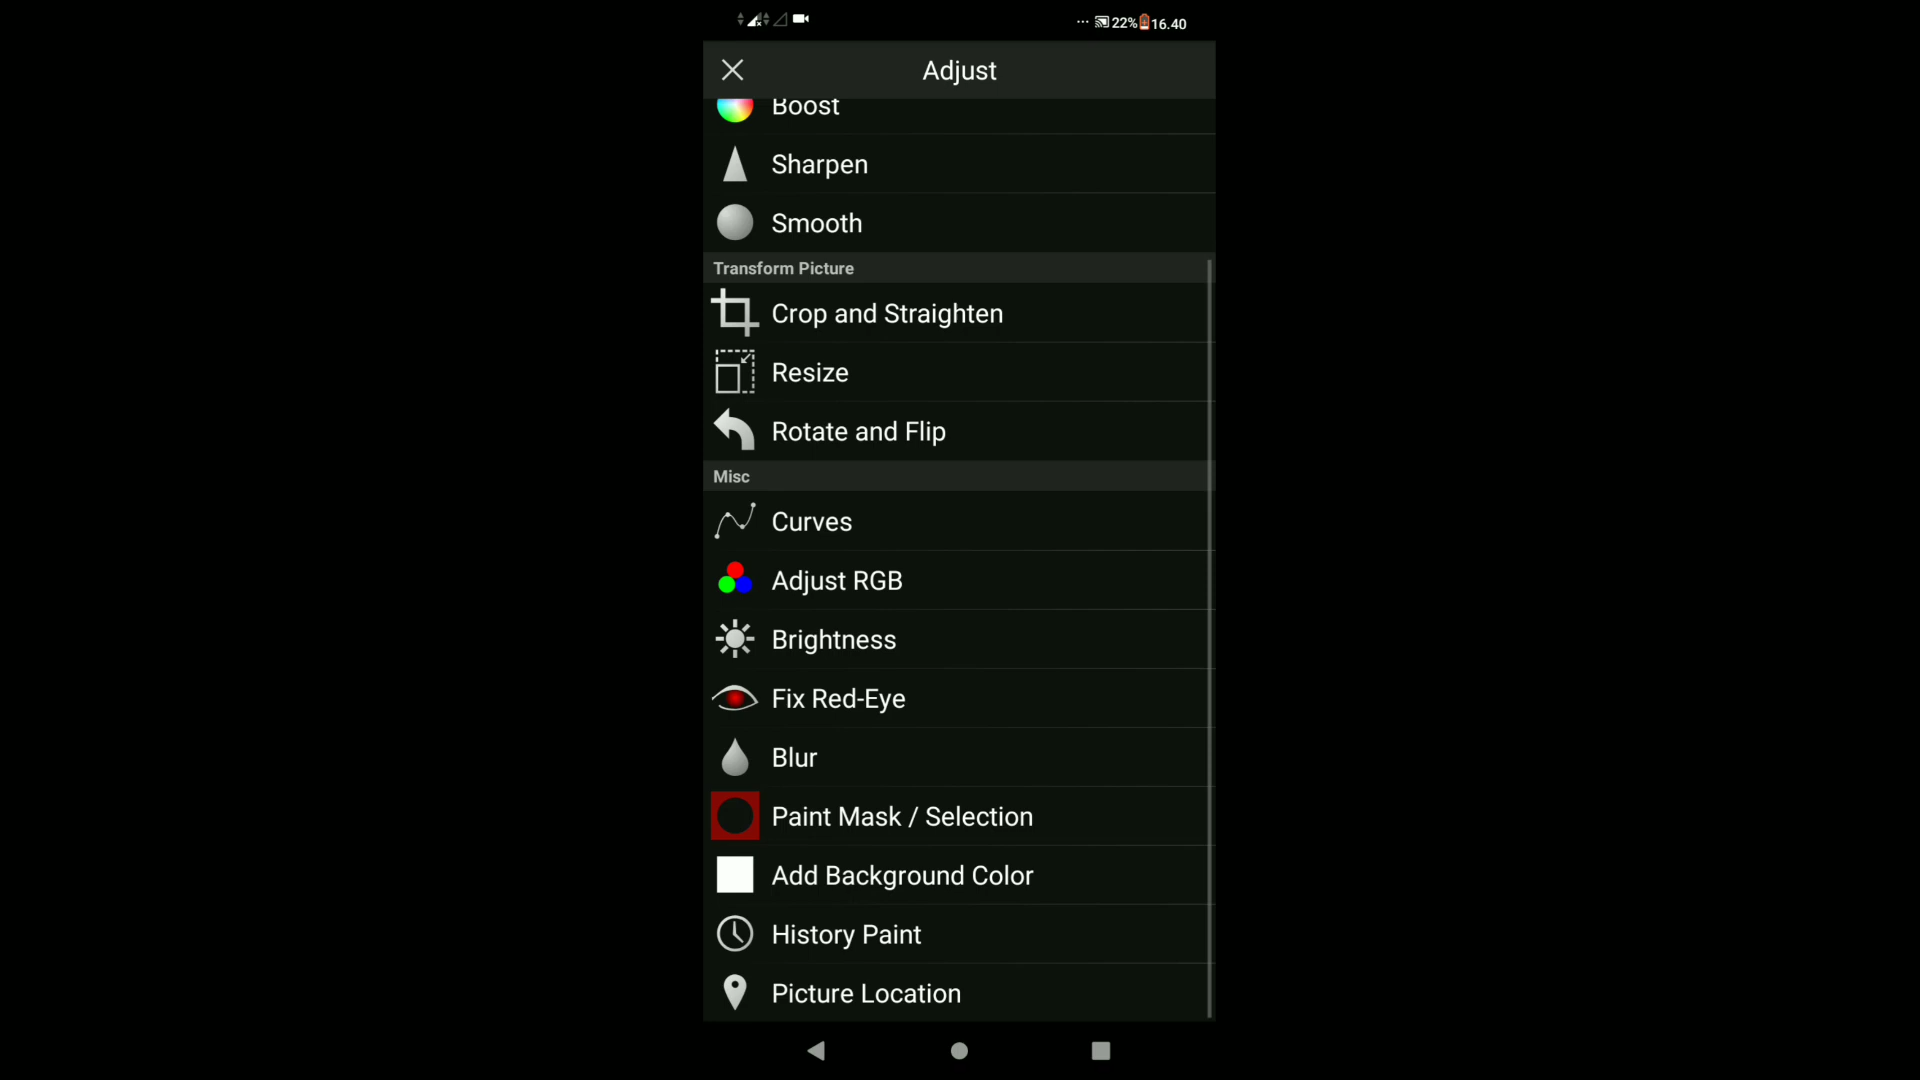 22%
16.40
Adjust
Boost
Sharpen
Smooth
Transform Picture
Crop and Straighten
Resize
Rotate and Flip
Misc
Curves
Adjust RGB
Brightness
Fix Red-Eye
Blur
Paint Mask / Selection
Add Background Color
History Paint
Picture Location